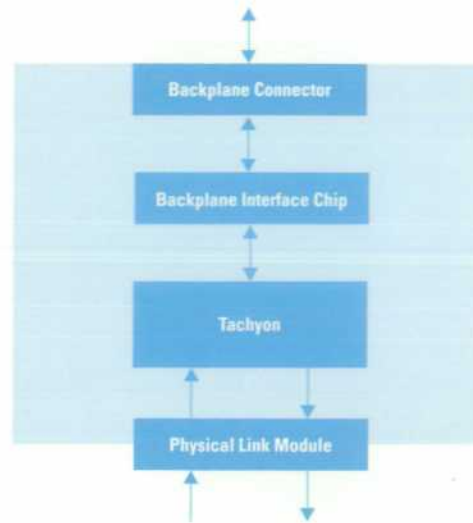 Backplane Connector
Backplane Interface Chip
Tachyon
Physical Link Module